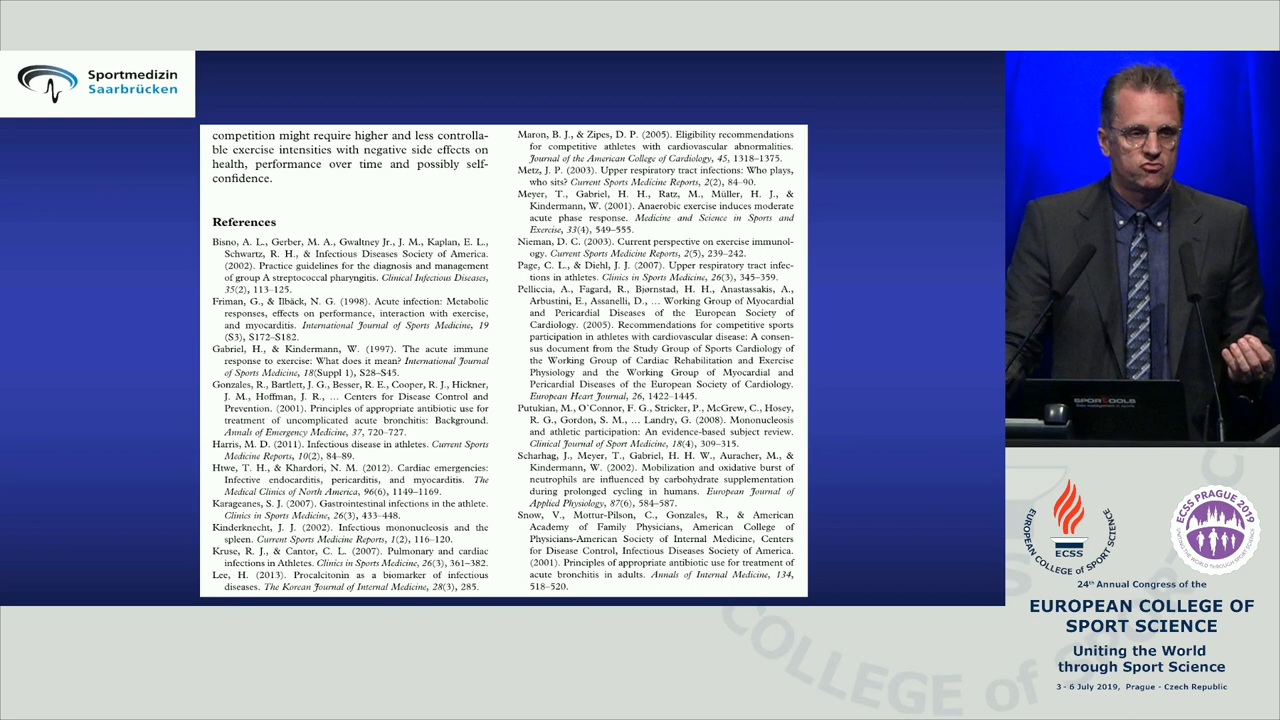 Sportmedizin
Saarbrücken
competition might require higher and less controlla-
ble exercise intensities with negative side effects on
health, performance over time and possibly self-
confidence.
References
Bisno, A. L., Gerber, M. A., Gwaltney Jr., J. M., Kaplan, E. L.,
Schwartz, R. H., & Infectious Diseases Society of America.
(2002). Practice guidelines for the diagnosis and management
of group A streptococcal pharyngitis. Clinical Infectious Diseases,
35(2), 113–125.
Friman, G., & Ilbäck, N. G. (1998). Acute infection: Metabolic
responses, effects on performance, interaction with exercise,
and myocarditis. International Journal of Sports Medicine, 19
(S3), S172–S182.
Gabriel, H., & Kindermann, W. (1997). The acute immune
response to exercise: What does it mean? International Journal
of Sports Medicine, 18(Suppl 1), S28–S45.
Gonzales, R., Bartlett, J. G., Besser, R. E., Cooper, R. J., Hickner,
J. M., Hoffman, J. R., … Centers for Disease Control and
Prevention. (2001). Principles of appropriate antibiotic use for
treatment of uncomplicated acute bronchitis: Background.
Annals of Emergency Medicine, 37, 720–727.
Harris, M. D. (2011). Infectious disease in athletes. Current Sports
Medicine Reports, 10(2), 84–89.
Htwe, T. H., & Khardori, N. M. (2012). Cardiac emergencies:
Infective endocarditis, pericarditis, and myocarditis. The
Medical Clinics of North America, 96(6), 1149–1169.
Karageanes, S. J. (2007). Gastrointestinal infections in the athlete.
Clinics in Sports Medicine, 26(3), 433–448.
Kinderknecht, J. J. (2002). Infectious mononucleosis and the
spleen. Current Sports Medicine Reports, 1(2), 116–120.
Kruse, R. J., & Cantor, C. L. (2007). Pulmonary and cardiac
infections in Athletes. Clinics in Sports Medicine, 26(3), 361–382.
Lee, H. (2013). Procalcitonin as a biomarker of infectious
diseases. The Korean Journal of Internal Medicine, 28(3), 285.
Maron, B. J., & Zipes, D. P. (2005). Eligibility recommendations
for competitive athletes with cardiovascular abnormalities.
Journal of the American College of Cardiology, 45, 1318–1375.
Metz, J. P. (2003). Upper respiratory tract infections: Who plays,
who sits? Current Sports Medicine Reports, 2(2), 84–90.
Meyer, T., Gabriel, H. H., Ratz, M., Müller, H. J., &
Kindermann, W. (2001). Anaerobic exercise induces moderate
acute phase response. Medicine and Science in Sports and
Exercise, 33(4), 549–555.
Nieman, D. C. (2003). Current perspective on exercise immunol-
ogy. Current Sports Medicine Reports, 2(5), 239–242.
Page, C. L., & Diehl, J. J. (2007). Upper respiratory tract infec-
tions in athletes. Clinics in Sports Medicine, 26(3), 345–359.
Pelliccia, A., Fagard, R., Bjørnstad, H. H., Anastassakis, A.,
Arbustini, E., Assanelli, D., … Working Group of Myocardial
and Pericardial Diseases of the European Society of
Cardiology. (2005). Recommendations for competitive sports
participation in athletes with cardiovascular disease: A consen-
sus document from the Study Group of Sports Cardiology of
the Working Group of Cardiac Rehabilitation and Exercise
Physiology and the Working Group of Myocardial and
Pericardial Diseases of the European Society of Cardiology.
European Heart Journal, 26, 1422–1445.
Putukian, M., O'Connor, F. G., Stricker, P., McGrew, C., Hosey,
R. G., Gordon, S. M., … Landry, G. (2008). Mononucleosis
and athletic participation: An evidence-based subject review.
Clinical Journal of Sport Medicine, 18(4), 309–315.
Scharhag, J., Meyer, T., Gabriel, H. H. W., Auracher, M., &
Kindermann, W. (2002). Mobilization and oxidative burst of
neutrophils are influenced by carbohydrate supplementation
during prolonged cycling in humans. European Journal of
Applied Physiology, 87(6), 584–587.
Snow, V., Mottur-Pilson, C., Gonzales, R., & American
Academy of Family Physicians, American College of
Physicians-American Society of Internal Medicine, Centers
for Disease Control, Infectious Diseases Society of America.
(2001). Principles of appropriate antibiotic use for treatment of
acute bronchitis in adults. Annals of Internal Medicine, 134,
518–520.
SPORTOOLS
EUROPEAN COLLEGE OF SPORT SCIENCE
ECSS
ECSS PRAGUE 2019
UNITING THE WORLD THROUGH SPORT SCIENCE
24th Annual Congress of the
EUROPEAN COLLEGE OF
SPORT SCIENCE
Uniting the World
through Sport Science
3 - 6 July 2019, Prague - Czech Republic
COLLEGE of SPORT